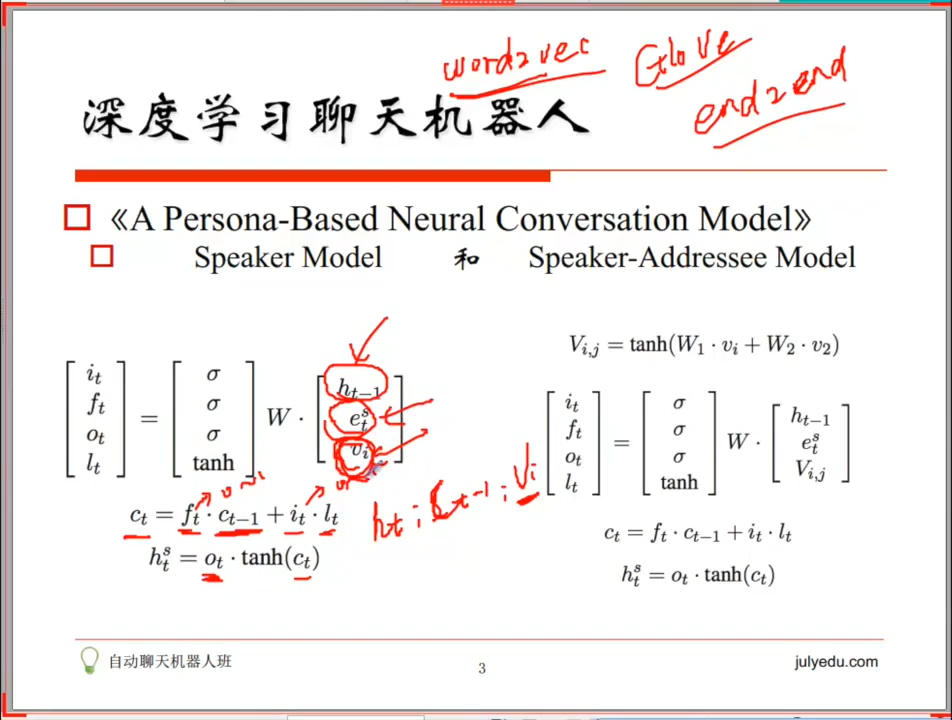 word2vec GloVe
end2end
深度学习聊天机器人
《A Persona-Based Neural Conversation Model》
Speaker Model 和 Speaker-Addressee Model
V_{i,j} = tanh(W_1 · v_i + W_2 · v_2)
[i_t f_t o_t l_t] = [σ σ σ tanh] W · [h_{t-1} e_t^s v_i]
[i_t f_t o_t l_t] = [σ σ σ tanh] W · [h_{t-1} e_t^s V_{i,j}]
c_t = f_t · c_{t-1} + i_t · l_t
h_t^s = o_t · tanh(c_t)
c_t = f_t · c_{t-1} + i_t · l_t
h_t^s = o_t · tanh(c_t)
自动聊天机器人班 3 julyedu.com